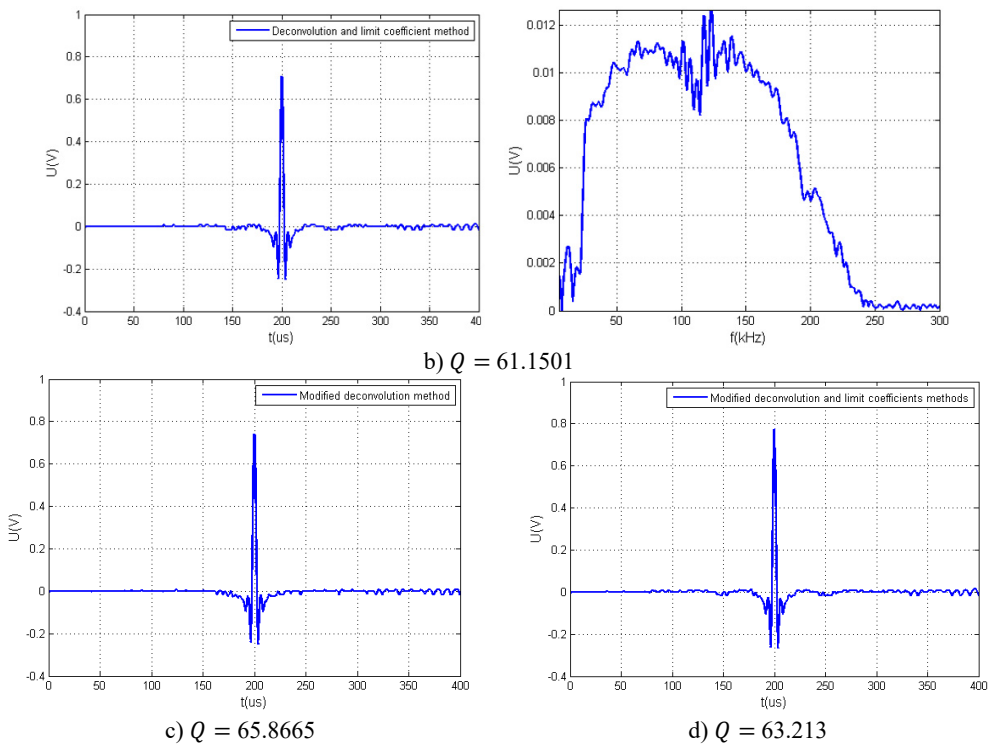 Deconvolution and limit coefficient method
U(V)
1
0.8
0.6
0.4
0.2
0
-0.2
-0.4
0 50 100 150 200 250 300 350 400
t(us)
U(V)
0.012
0.01
0.008
0.006
0.004
0.002
0
50 100 150 200 250 300
f(kHz)
b) Q = 61.1501
Modified deconvolution method
U(V)
1
0.8
0.6
0.4
0.2
0
-0.2
-0.4
0 50 100 150 200 250 300 350 400
t(us)
c) Q = 65.8665
Modified deconvolution and limit coefficients methods
U(V)
1
0.8
0.6
0.4
0.2
0
-0.2
-0.4
0 50 100 150 200 250 300 350 400
t(us)
d) Q = 63.213